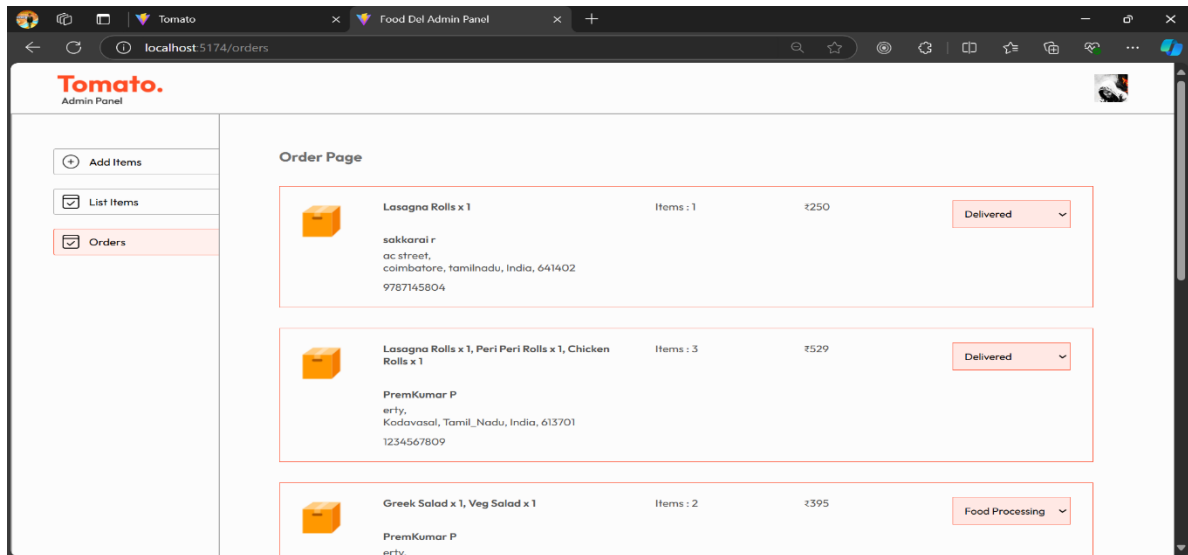 Tomato
Food Del Admin Panel
localhost:5174/orders
Tomato.
Admin Panel
Add Items
List Items
Orders
Order Page
Lasagna Rolls x 1
Items : 1
₹250
Delivered
sakkarai r
ac street,
coimbatore, tamilnadu, India, 641402
9787145804
Lasagna Rolls x 1, Peri Peri Rolls x 1, Chicken
Rolls x 1
Items : 3
₹529
Delivered
PremKumar P
erty,
Kodavasal, Tamil_Nadu, India, 613701
1234567809
Greek Salad x 1, Veg Salad x 1
Items : 2
₹395
Food Processing
PremKumar P
erty,